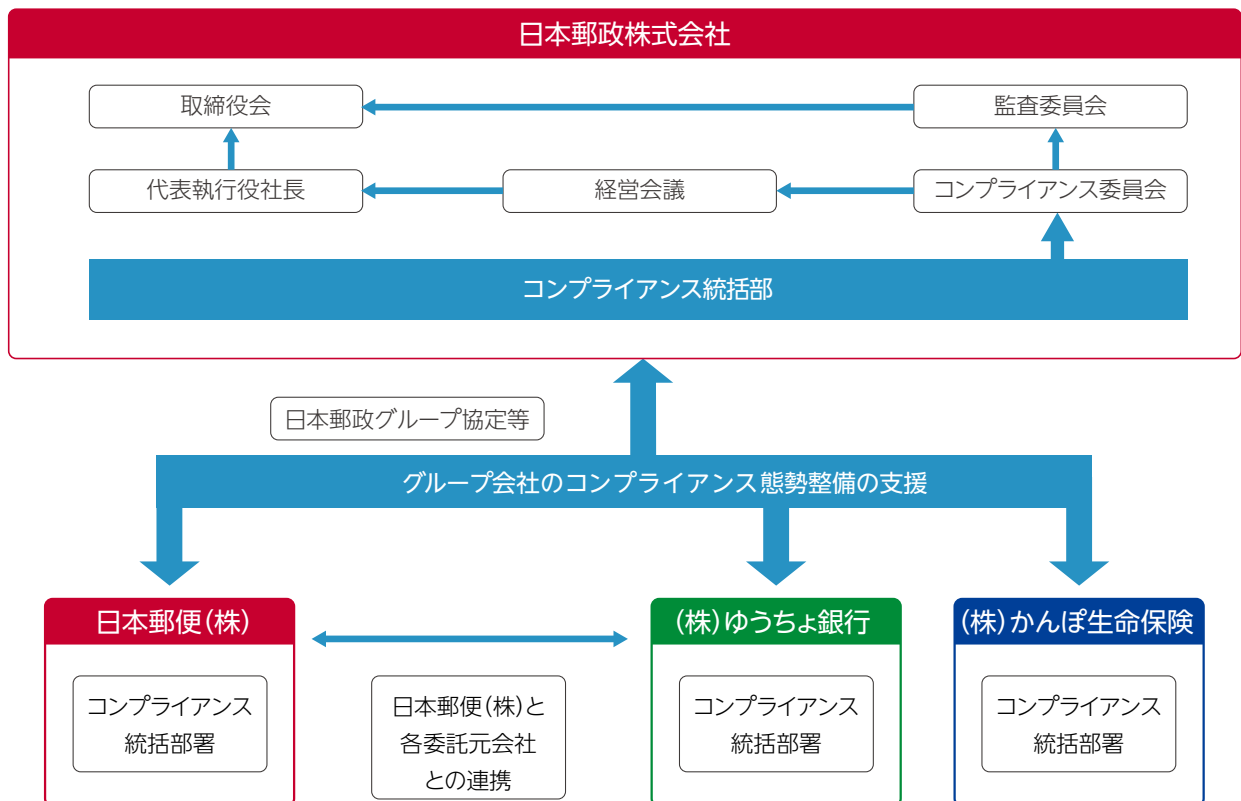 日本郵政株式会社
取締役会
監査委員会
代表執行役社長
経営会議
コンプライアンス委員会
コンプライアンス統括部
日本郵政グループ協定等
グループ会社のコンプライアンス態勢整備の支援
日本郵便(株)
(株)ゆうちょ銀行
(株)かんぽ生命保険
コンプライアンス
統括部署
日本郵便(株)と
各委託元会社
との連携
コンプライアンス
統括部署
コンプライアンス
統括部署